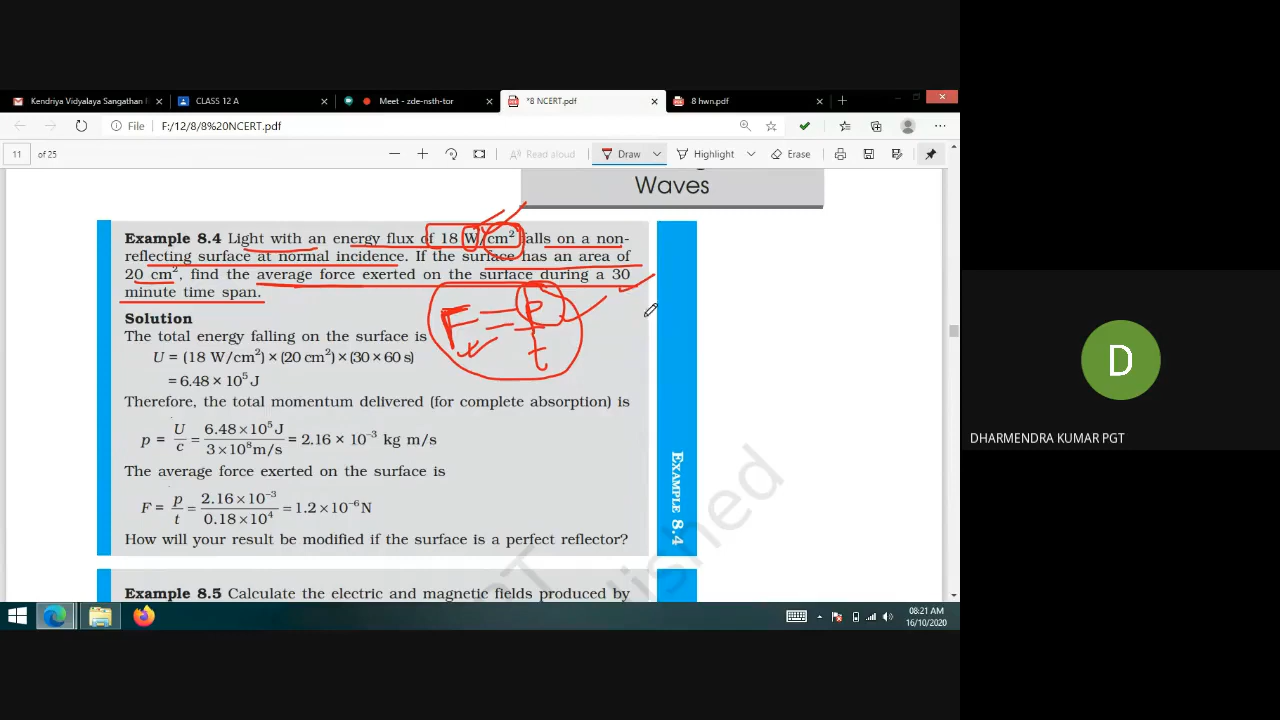 Kendriya Vidyalaya Sangathan
CLASS 12 A
Meet - zde-nsth-tor
*8 NCERT.pdf
8 hwn.pdf
File
F:/12/8/8%20NCERT.pdf
11
of 25
Read aloud
Draw
Highlight
Erase
Waves
Example 8.4 Light with an energy flux of 18 W/cm² falls on a non-
reflecting surface at normal incidence. If the surface has an area of
20 cm², find the average force exerted on the surface during a 30
minute time span.
F = P/t
Solution
The total energy falling on the surface is
U = (18 W/cm²) × (20 cm²) × (30 × 60 s)
= 6.48 × 10⁵ J
Therefore, the total momentum delivered (for complete absorption) is
p = U/c = 6.48×10⁵ J / 3×10⁸ m/s = 2.16 × 10⁻³ kg m/s
The average force exerted on the surface is
F = p/t = 2.16×10⁻³ / 0.18×10⁴ = 1.2×10⁻⁶ N
How will your result be modified if the surface is a perfect reflector?
EXAMPLE 8.4
Example 8.5 Calculate the electric and magnetic fields produced by
D
DHARMENDRA KUMAR PGT
08:21 AM
16/10/2020